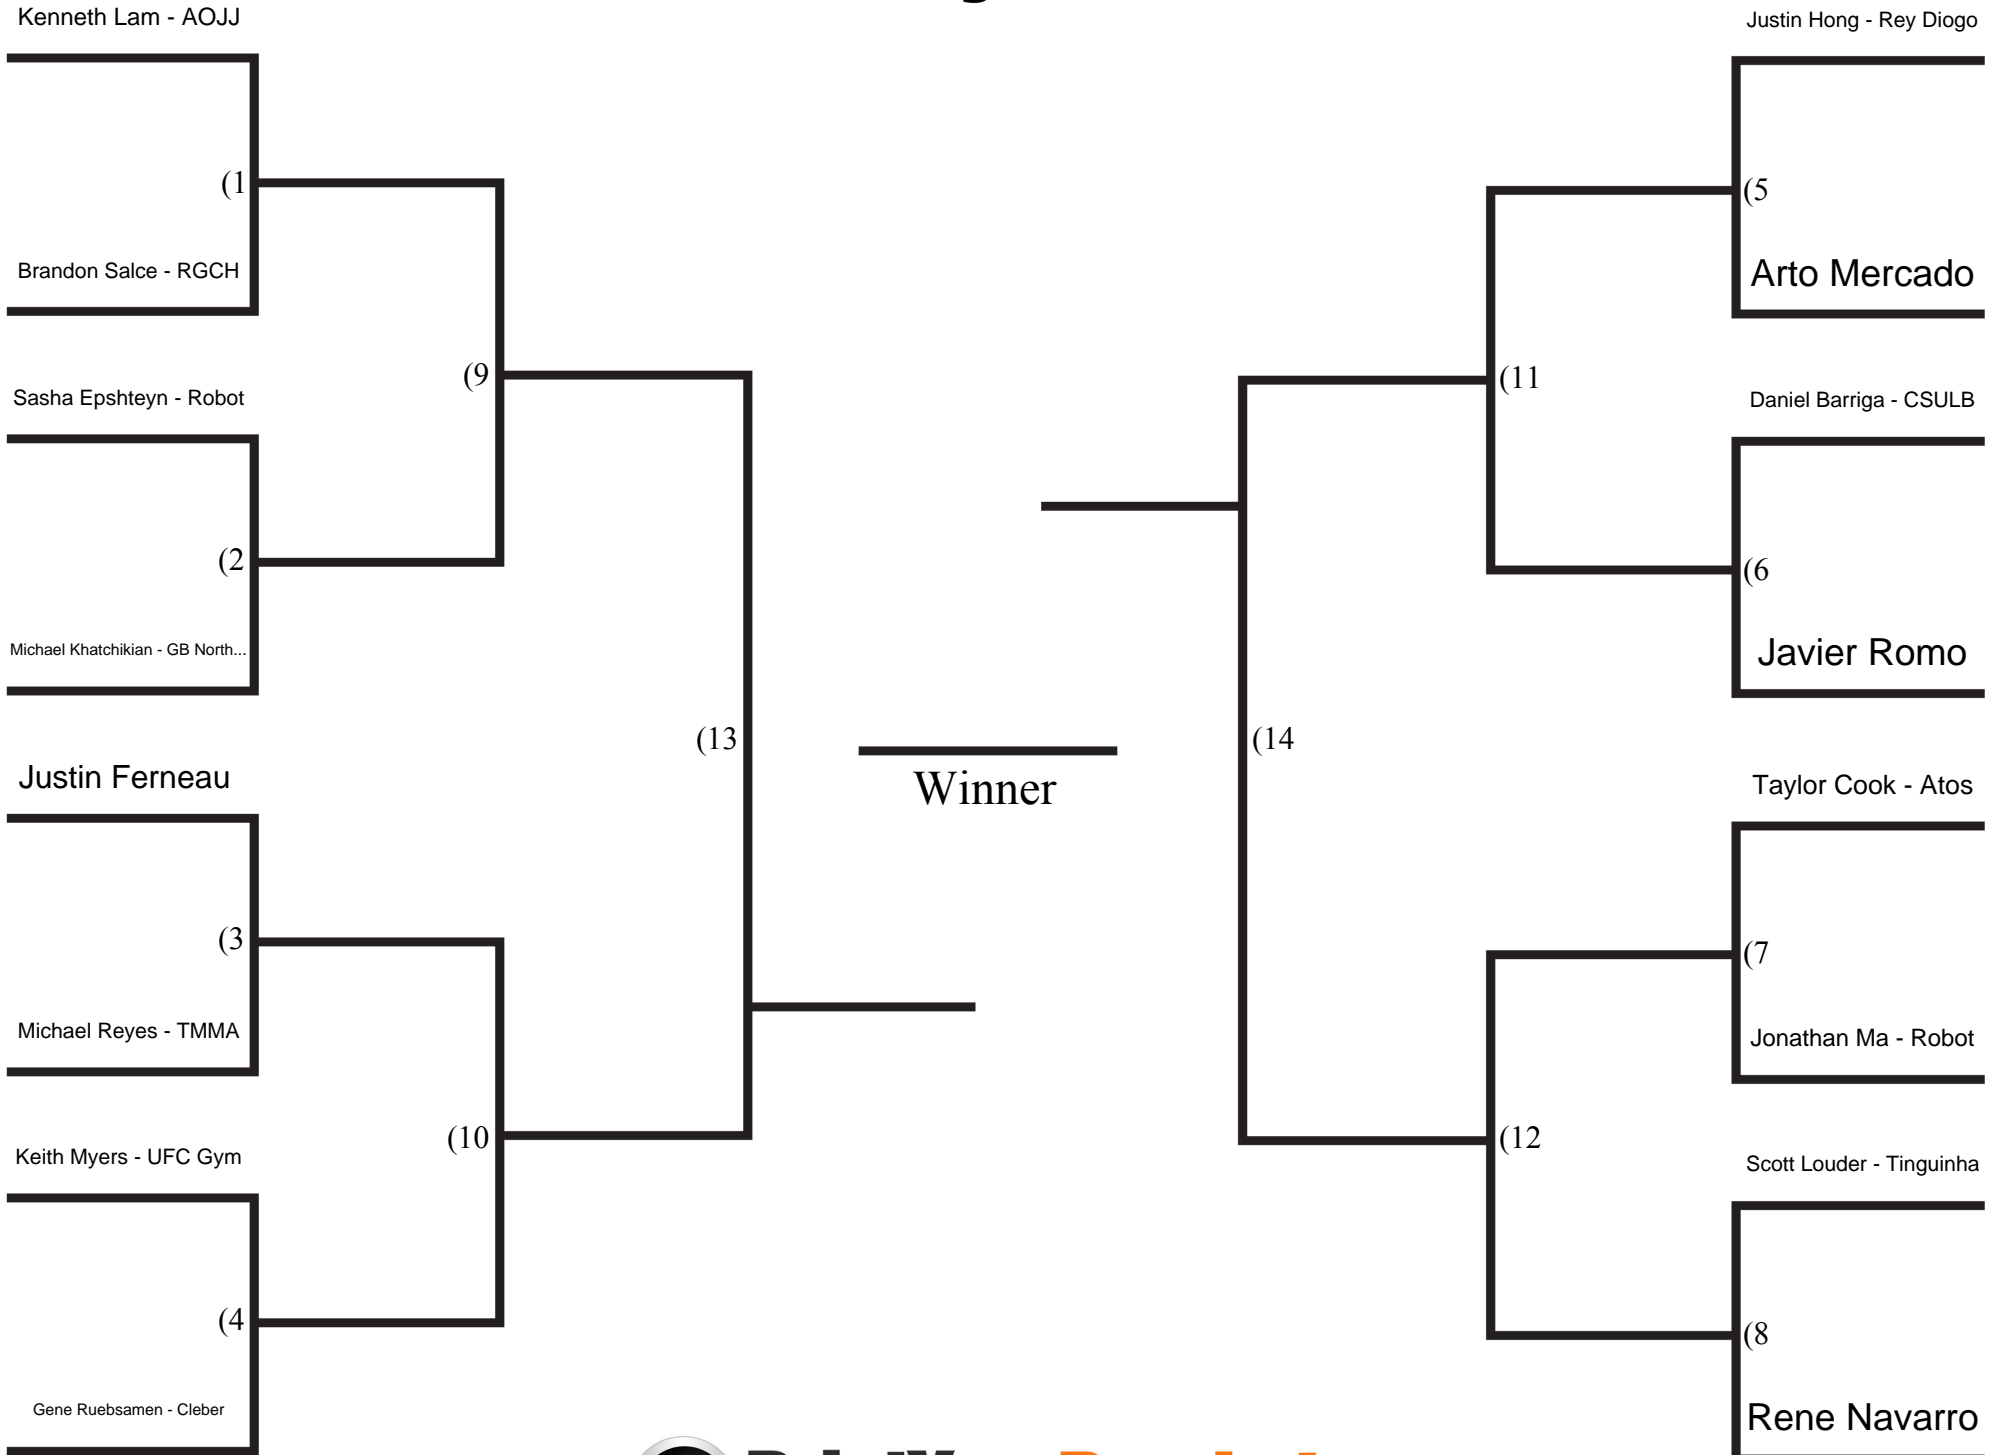 Kenneth Lam - AOJJ
(1
Brandon Salce - RGCH
(9
Sasha Epshteyn - Robot
(2
Michael Khatchikian - GB North...
(13
Justin Ferneau
(3
Michael Reyes - TMMA
(10
Keith Myers - UFC Gym
(4
Gene Ruebsamen - Cleber
Winner
Justin Hong - Rey Diogo
(5
Arto Mercado
(11
Daniel Barriga - CSULB
(6
Javier Romo
(14
Taylor Cook - Atos
(7
Jonathan Ma - Robot
(12
Scott Louder - Tinguinha
(8
Rene Navarro